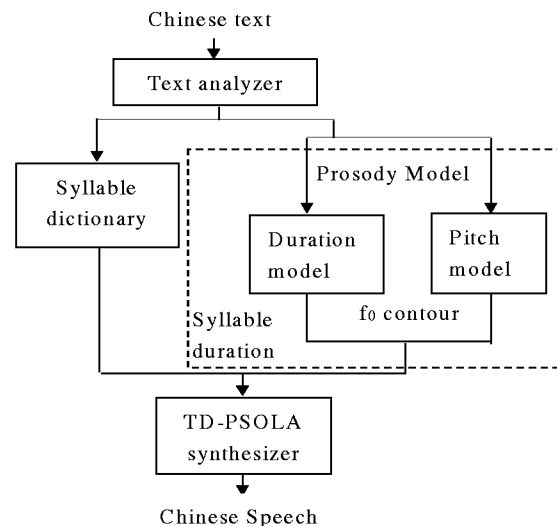 Chinese text
Text analyzer
Syllable
dictionary
Prosody Model
Duration
model
Pitch
model
f₀ contour
Syllable
duration
TD-PSOLA
synthesizer
Chinese Speech